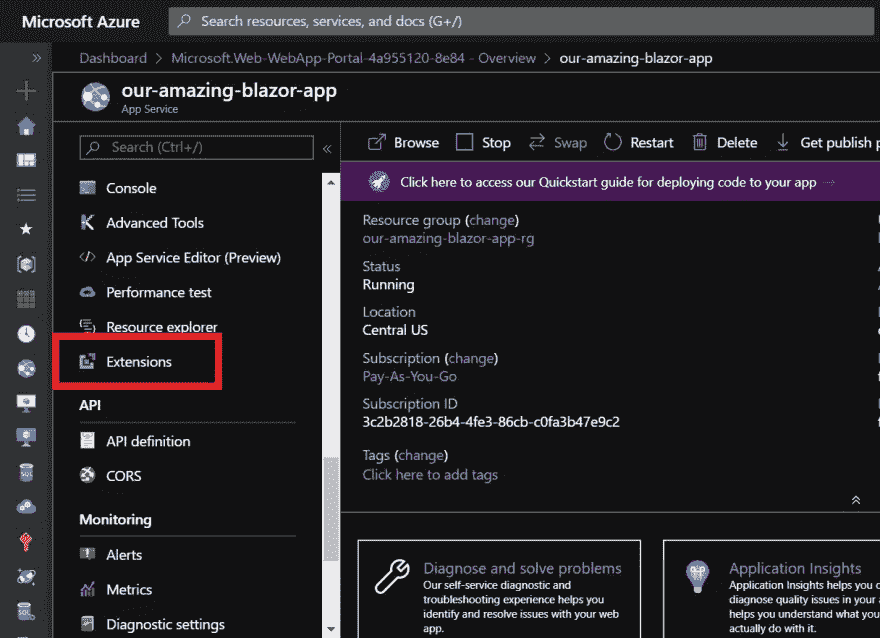 Microsoft Azure
Search resources, services, and docs (G+/)
Dashboard > Microsoft.Web-WebApp-Portal-4a955120-8e84 - Overview > our-amazing-blazor-app
our-amazing-blazor-app
App Service
Search (Ctrl+/)
Console
Advanced Tools
App Service Editor (Preview)
Performance test
Resource explorer
Extensions
API
API definition
CORS
Monitoring
Alerts
Metrics
Diagnostic settings
Browse Stop Swap Restart Delete Get publish
Click here to access our Quickstart guide for deploying code to your app →
Resource group (change)
our-amazing-blazor-app-rg
Status
Running
Location
Central US
Subscription (change)
Pay-As-You-Go
Subscription ID
3c2b2818-26b4-4fe3-86cb-c0fa3b47e9c2
Tags (change)
Click here to add tags
Diagnose and solve problems
Our self-service diagnostic and
troubleshooting experience helps you
identify and resolve issues with your web
app.
Application Insights
Application Insights helps you
diagnose quality issues in your
helps you understand what
actually do with it.